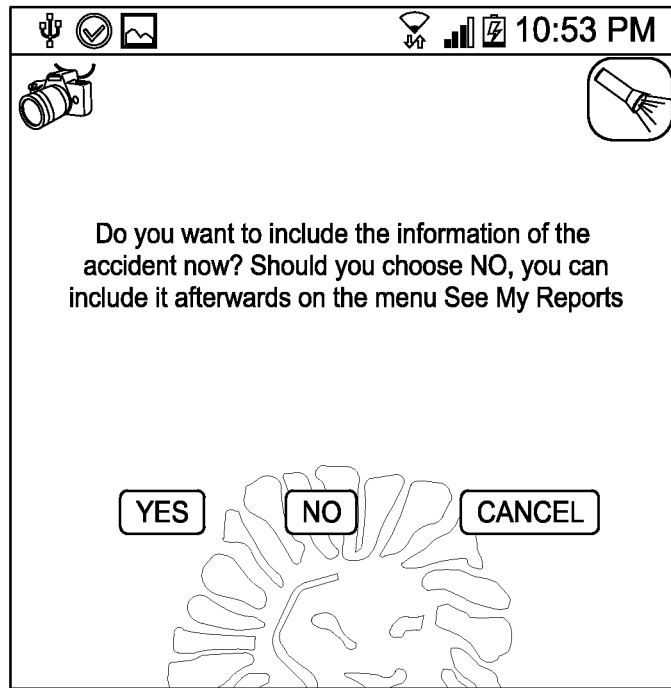 10:53 PM
Do you want to include the information of the
accident now? Should you choose NO, you can
include it afterwards on the menu See My Reports
YES NO CANCEL